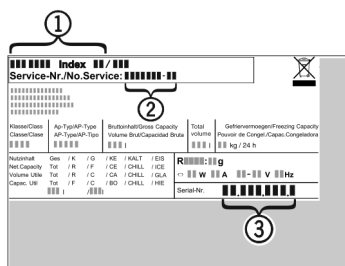 1
Index /
Service-Nr./No.Service: -
2
Klasse/Class Ap-Typ/AP-Type Bruttoinhalt/Gross Capacity Total Gefriervermoegen/Freezing Capacity
Classe/Clase AP-Type/AP-Tipo Volume Brut/Capacidad Bruta volume Pouvoir de Congel./Capac.Congeladora
l l kg / 24 h
Nutzinhalt Ges / K / G / KE / KALT / EIS
Net.Capacity Tot / R / F / CE / CHILL / ICE
Volume Utile Tot / R / C / CA / CHILL / GLA
Capac. Util Tot / F / C / BO / CHILL / HIE
l / l
R : g
W A - V Hz
Serial-Nr. . . .
3